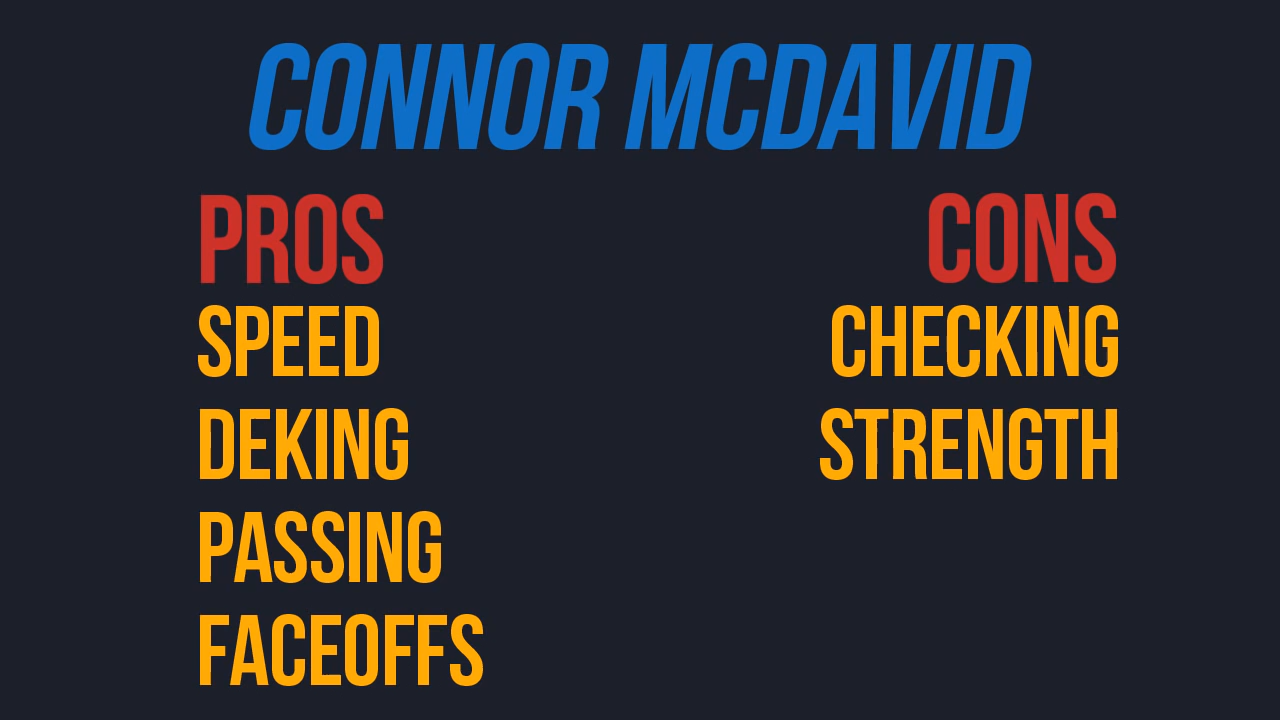 CONNOR MCDAVID
PROS
SPEED
DEKING
PASSING
FACEOFFS
CONS
CHECKING
STRENGTH